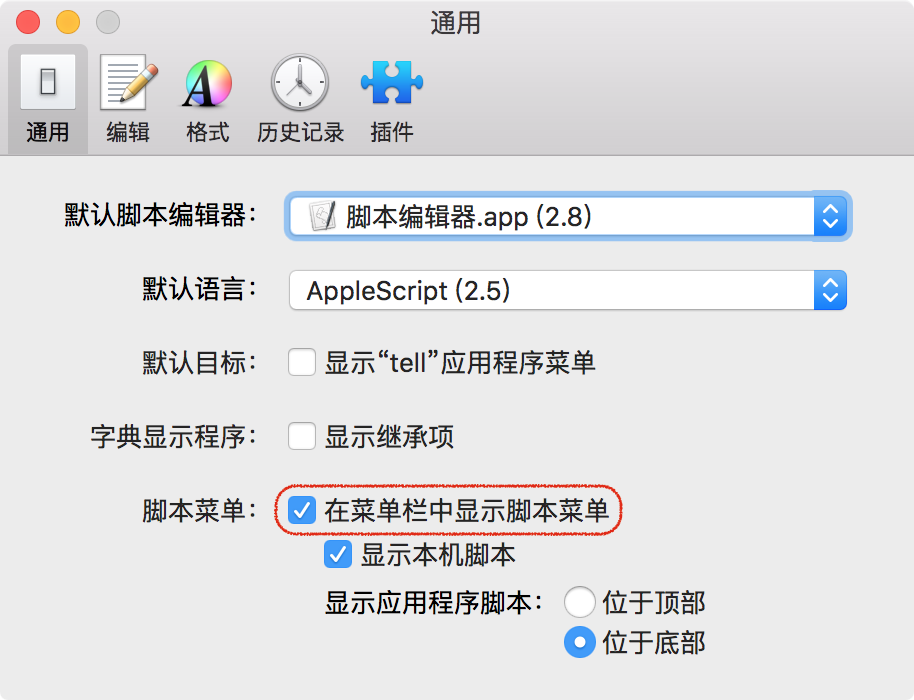 通用
通用 编辑 格式 历史记录 插件
默认脚本编辑器： 脚本编辑器.app (2.8)
默认语言： AppleScript (2.5)
默认目标： 显示“tell”应用程序菜单
字典显示程序： 显示继承项
脚本菜单： 在菜单栏中显示脚本菜单
显示本机脚本
显示应用程序脚本： 位于顶部
位于底部